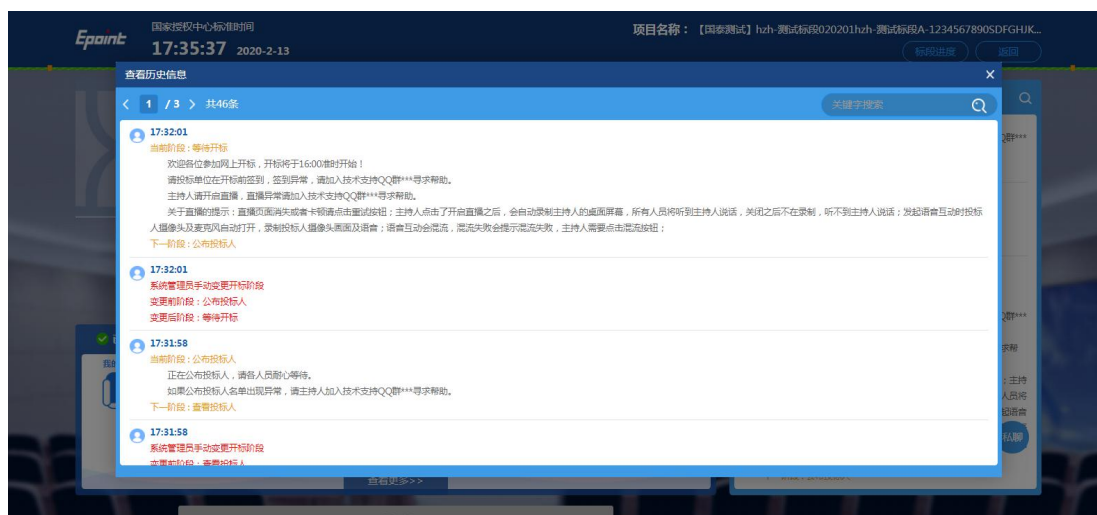 Epoint
国家授权中心标准时间
17:35:37 2020-2-13
项目名称：【国泰测试】hzh-测试标段020201hzh-测试标段A-1234567890SDFGHJK...
标段进度 返回
查看历史信息
1 / 3 共46条
关键字搜索
17:32:01
当前阶段：等待开标
欢迎各位参加网上开标，开标将于16:00准时开始！
请投标单位在开标前签到，签到异常，请加入技术支持QQ群***寻求帮助。
主持人请开启直播，直播异常请加入技术支持QQ群***寻求帮助。
关于直播的提示：直播页面消失或者卡顿请点击重试按钮；主持人点击了开启直播之后，会自动录制主持人的桌面屏幕，所有人员将听到主持人说话，关闭之后不在录制，听不到主持人说话；发起语音互动时投标
人摄像头及麦克风自动打开，录制投标人摄像头画面及语音；语音互动会混流，混流失败会提示混流失败，主持人需要点击混流按钮；
下一阶段：公布投标人
17:32:01
系统管理员手动变更开标阶段
变更前阶段：公布投标人
变更后阶段：等待开标
17:31:58
当前阶段：公布投标人
正在公布投标人，请各人员耐心等待。
如果公布投标人名单出现异常，请主持人加入技术支持QQ群***寻求帮助。
下一阶段：查看投标人
17:31:58
系统管理员手动变更开标阶段
变更前阶段：查看投标人
QQ群***
QQ群***
求帮
；主持
人员将
起语音
私聊
我的
查看更多>>